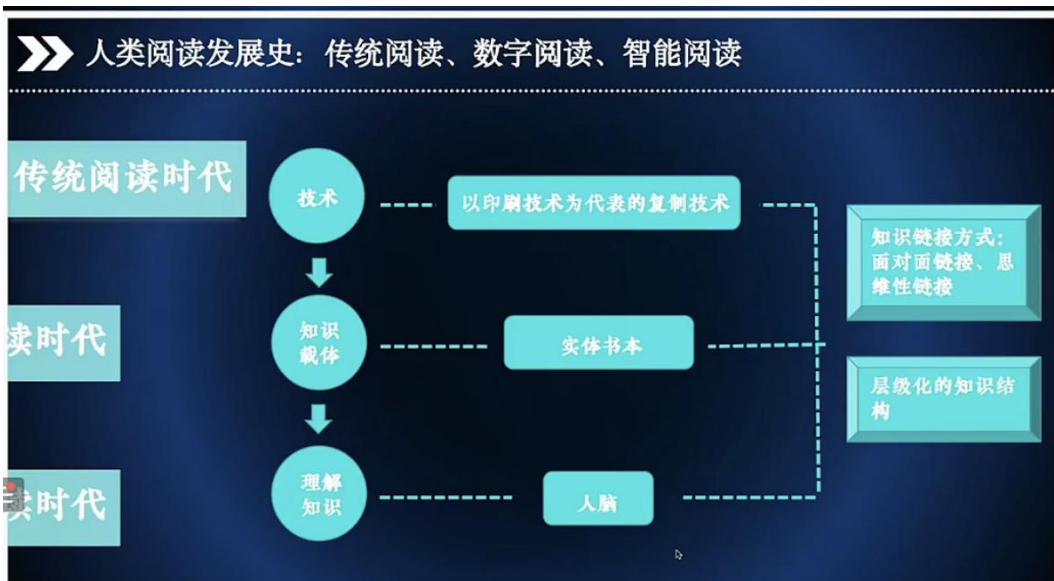 人类阅读发展史：传统阅读、数字阅读、智能阅读
传统阅读时代
技术
以印刷技术为代表的复制技术
知识链接方式：
面对面链接、思
维性链接
读时代
知识
载体
实体书本
层级化的知识结
构
读时代
理解
知识
人脑